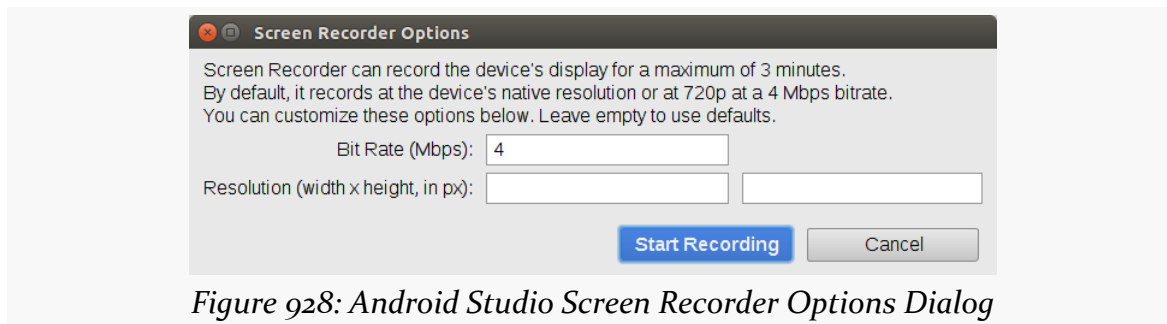 Screen Recorder Options
Screen Recorder can record the device's display for a maximum of 3 minutes.
By default, it records at the device's native resolution or at 720p at a 4 Mbps bitrate.
You can customize these options below. Leave empty to use defaults.
Bit Rate (Mbps): 4
Resolution (width x height, in px):
Start Recording Cancel
Figure 928: Android Studio Screen Recorder Options Dialog